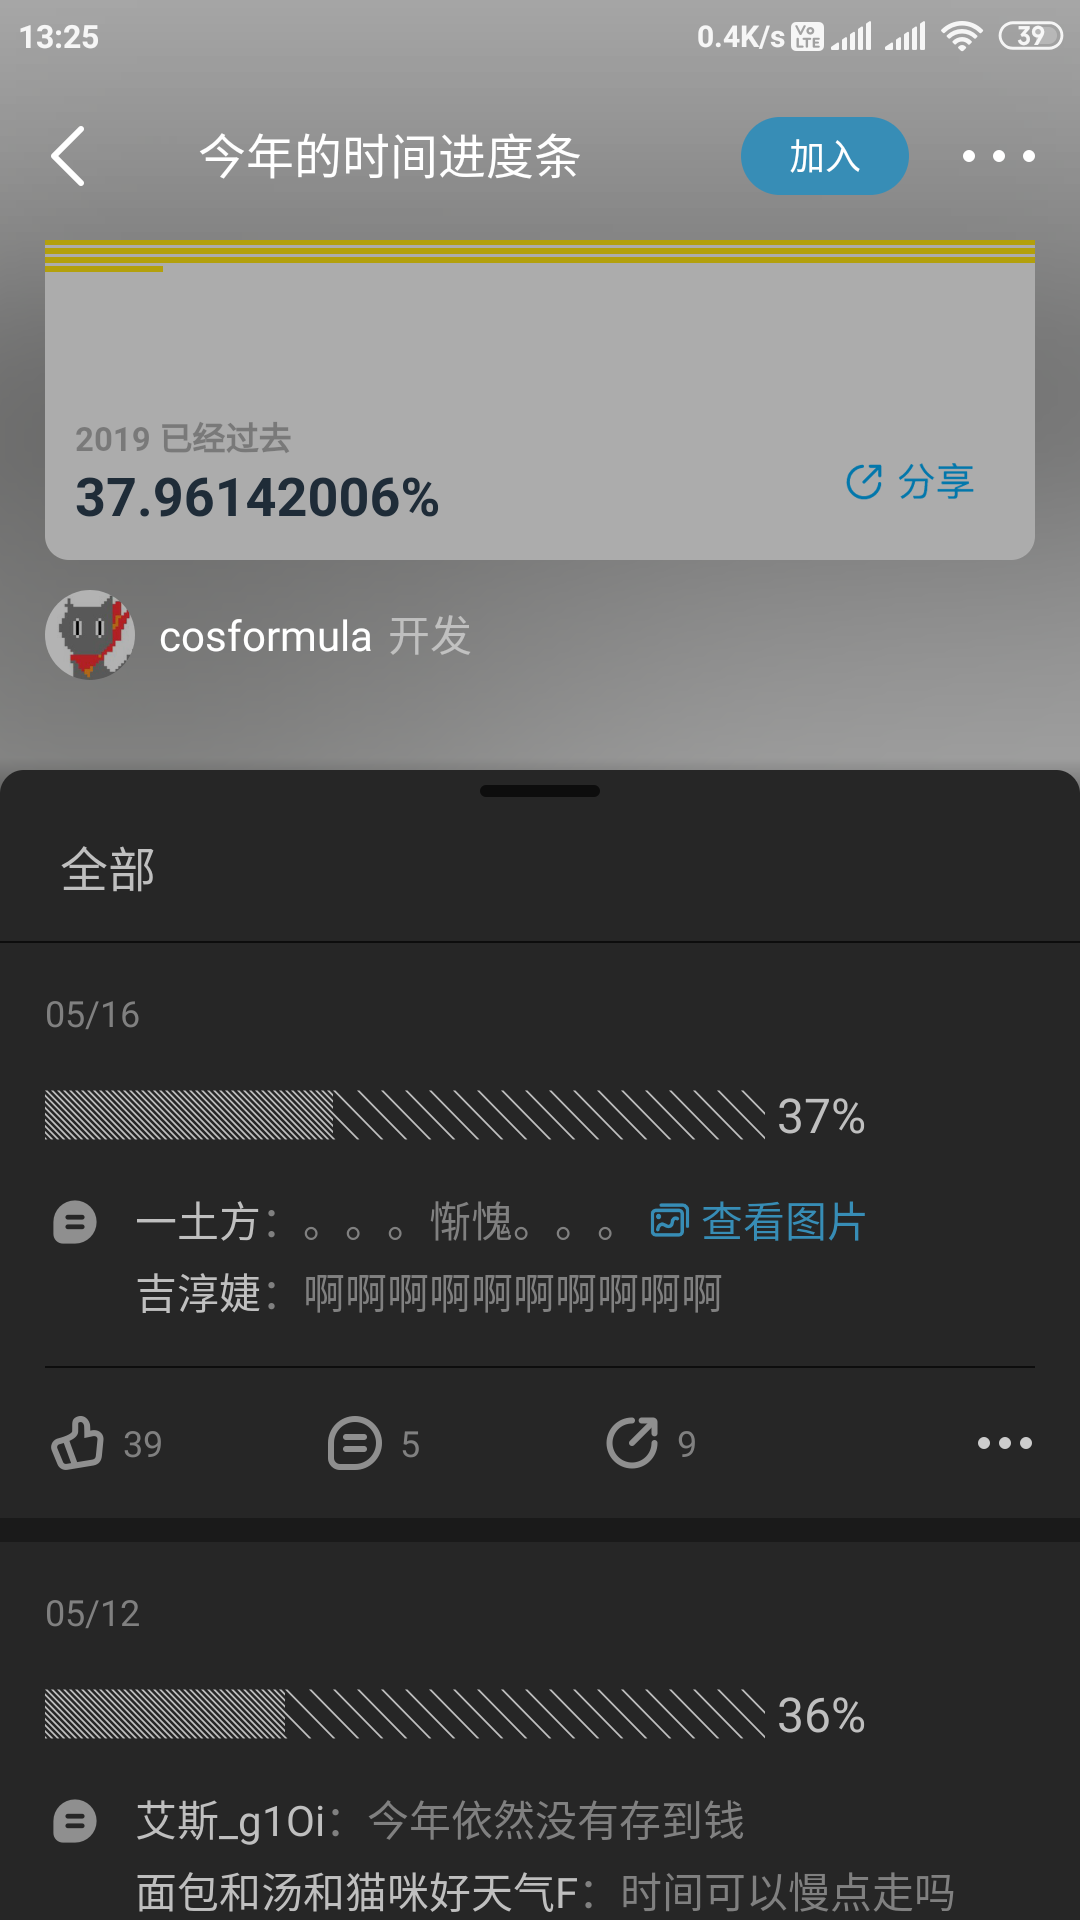 13:25 0.4K/s Vo LTE 39
今年的时间进度条 加入
2019 已经过去
37.96142006% 分享
cosformula 开发
全部
05/16
37%
一土方：。。。惭愧。。。 查看图片
吉淳婕：啊啊啊啊啊啊啊啊啊啊
39 5 9
05/12
36%
艾斯_g1Oi：今年依然没有存到钱
面包和汤和猫咪好天气F：时间可以慢点走吗